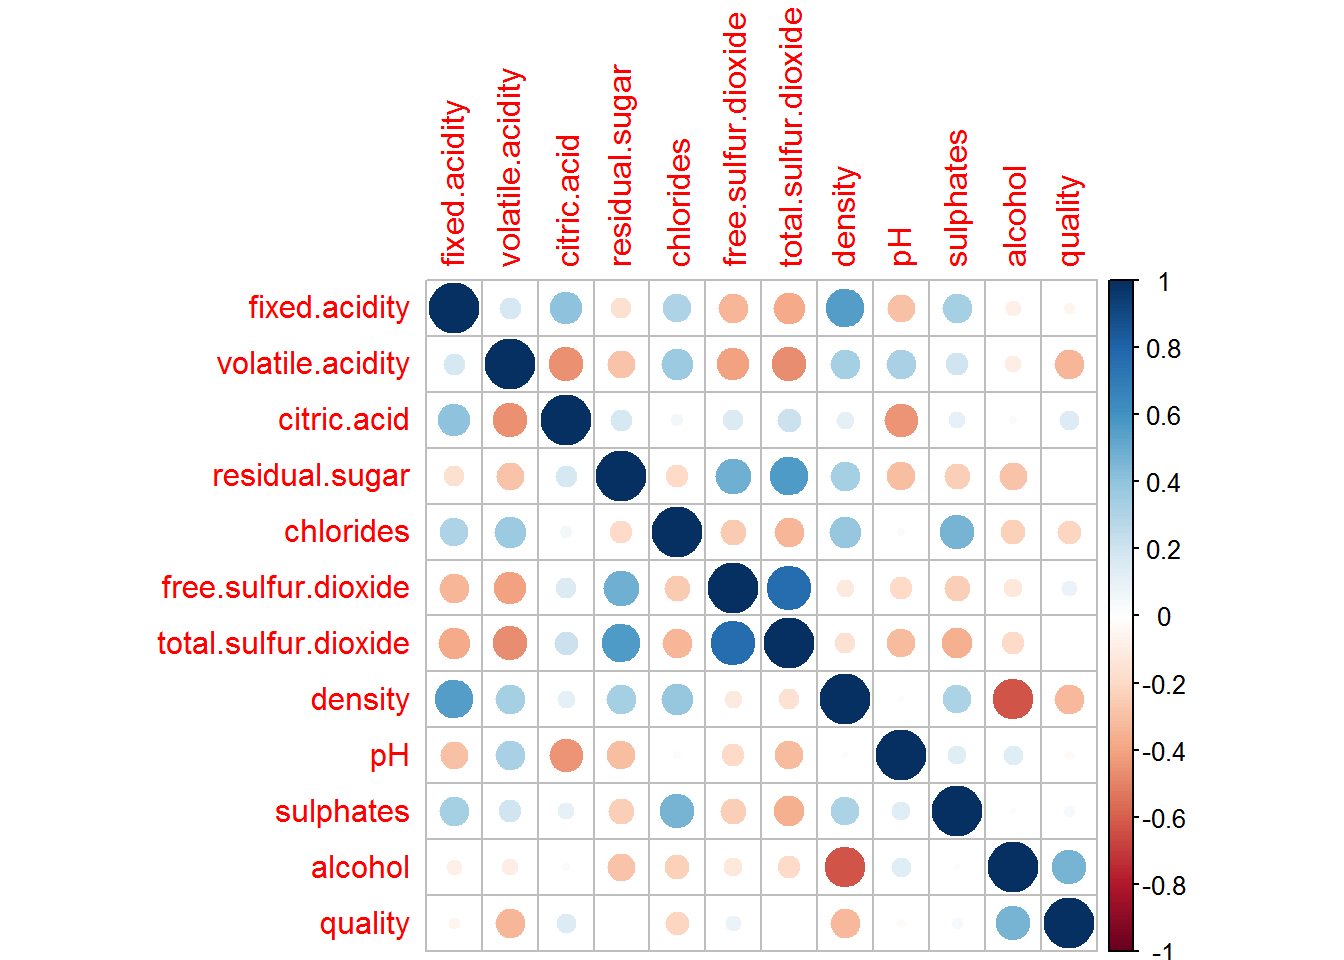 fixed.acidity
volatile.acidity
citric.acid
residual.sugar
chlorides
free.sulfur.dioxide
total.sulfur.dioxide
density
pH
sulphates
alcohol
quality
fixed.acidity
volatile.acidity
citric.acid
residual.sugar
chlorides
free.sulfur.dioxide
total.sulfur.dioxide
density
pH
sulphates
alcohol
quality
1
0.8
0.6
0.4
0.2
0
-0.2
-0.4
-0.6
-0.8
-1